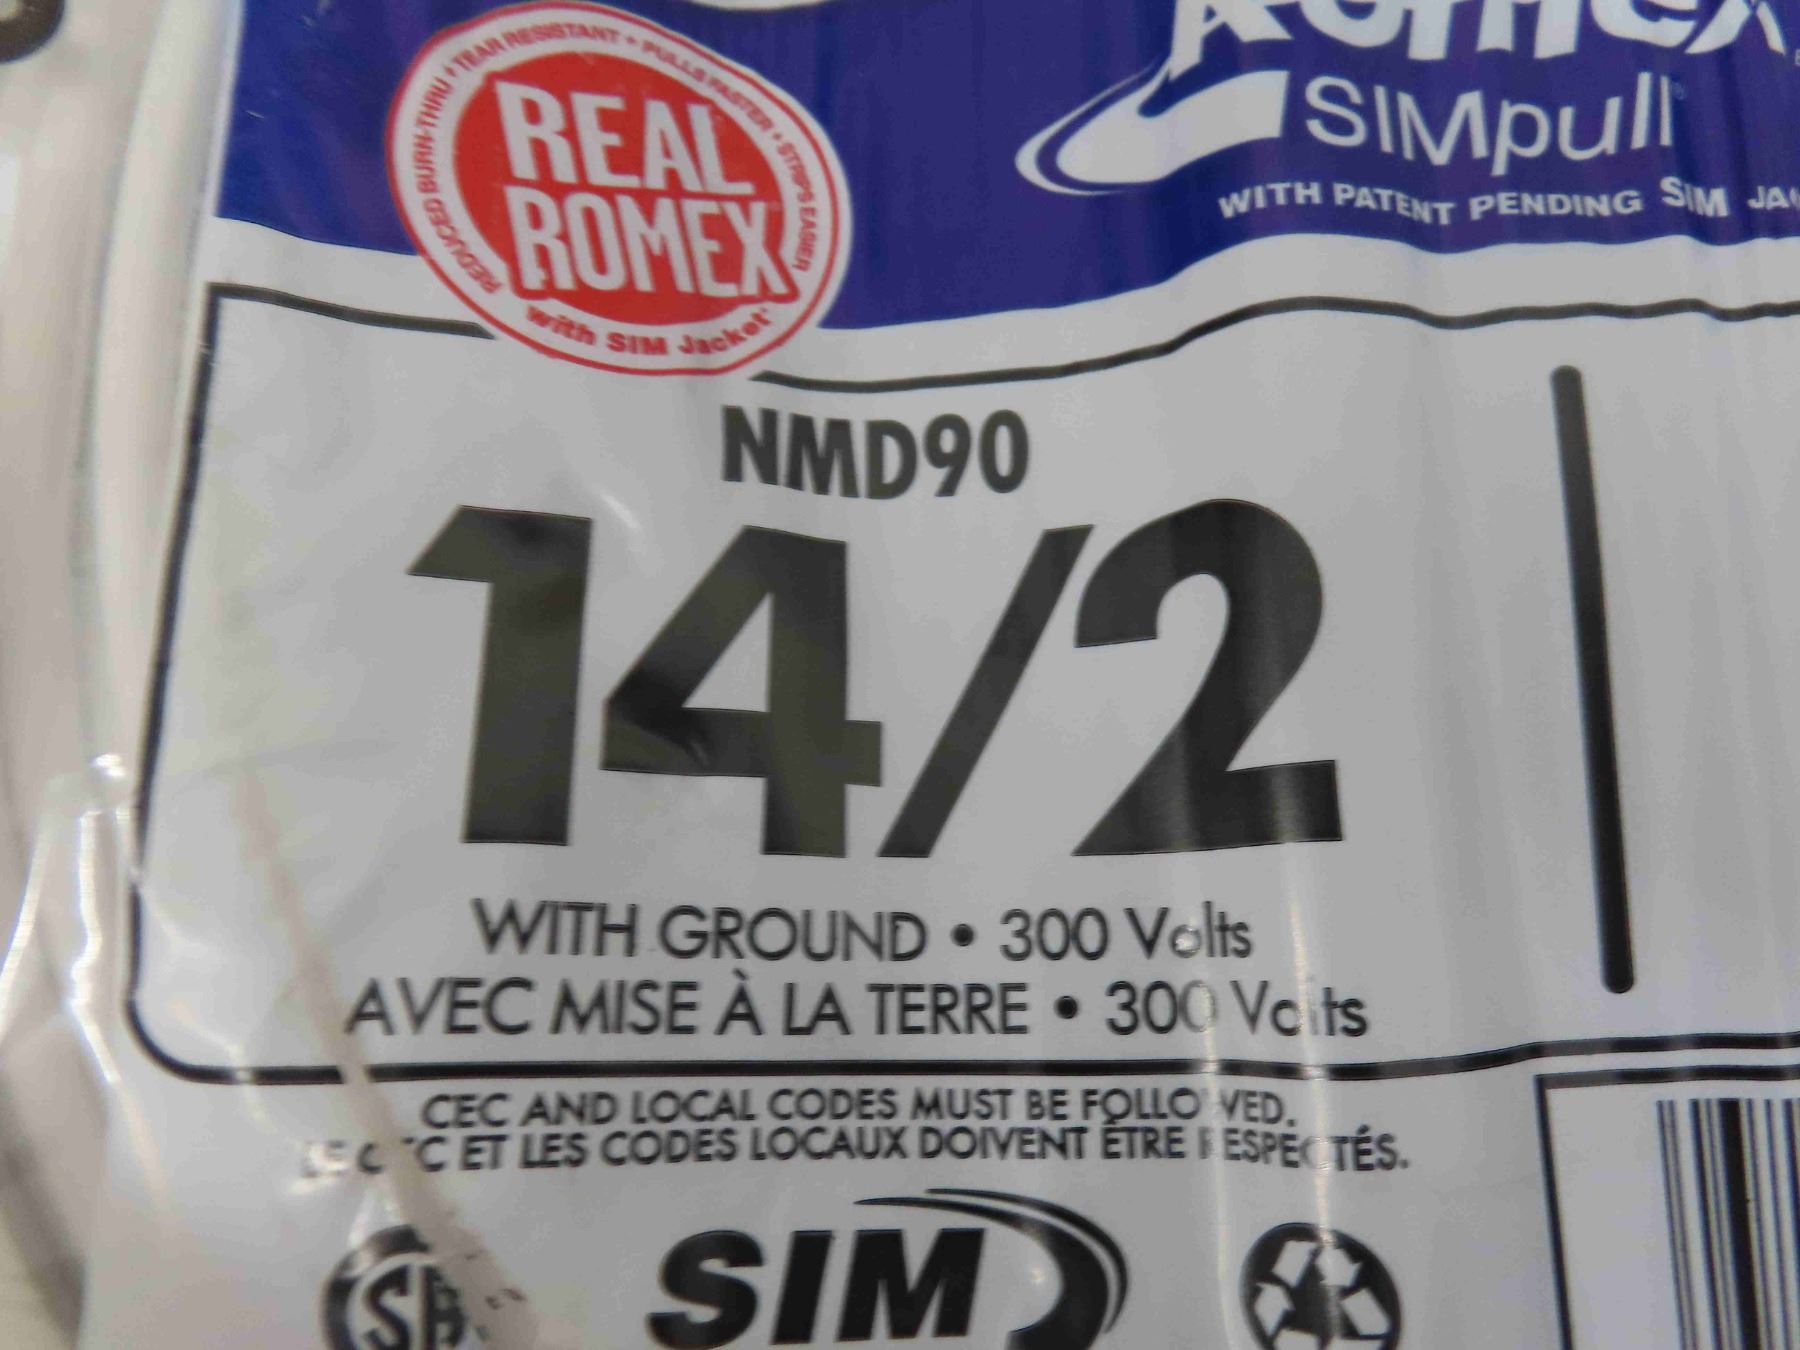 REDUCED BURN-THRU • TEAR RESISTANT • PULLS FASTER • STRIPS EASIER
REAL
ROMEX
with SIM Jacket
Romex
SIMpull
WITH PATENT PENDING SIM
NMD90
14/2
WITH GROUND • 300 Volts
AVEC MISE À LA TERRE • 300 Volts
CEC AND LOCAL CODES MUST BE FOLLOWED.
ET LES CODES LOCAUX DOIVENT ÊTRE RESPECTÉS.
SIM